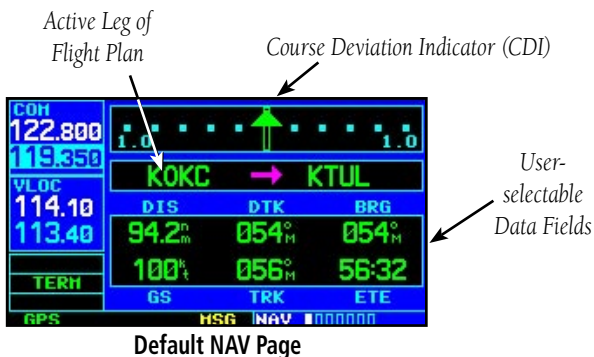 Active Leg of
Flight Plan
Course Deviation Indicator (CDI)
COM
122.800
119.350
1.0
1.0
KOKC → KTUL
User-
selectable
Data Fields
VLOC
114.10
113.40
DIS DTK BRG
94.2nm 054°M 054°M
100kt 056°M 56:32
GS TRK ETE
TERM
GPS MSG NAV
Default NAV Page